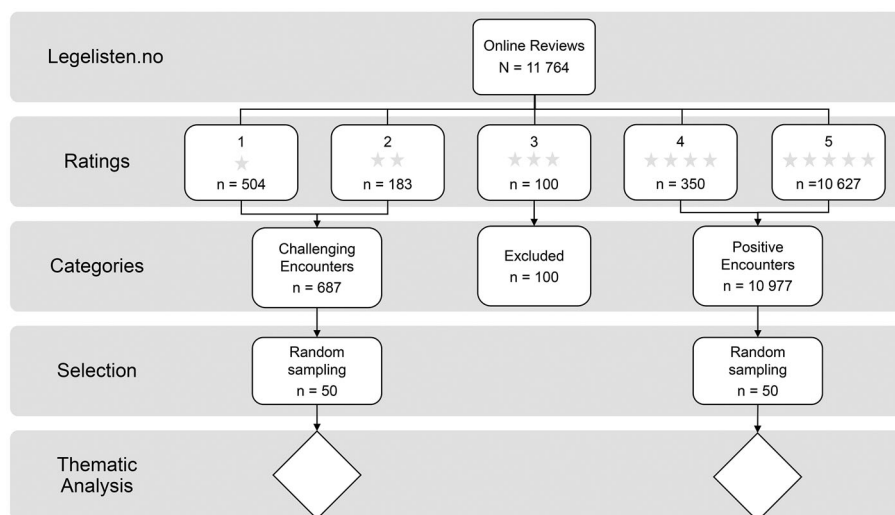 Legelisten.no
Online Reviews
N = 11 764
Ratings
1
n = 504
2
n = 183
3
n = 100
4
n = 350
5
n =10 627
Categories
Challenging
Encounters
n = 687
Excluded
n = 100
Positive
Encounters
n = 10 977
Selection
Random
sampling
n = 50
Random
sampling
n = 50
Thematic
Analysis